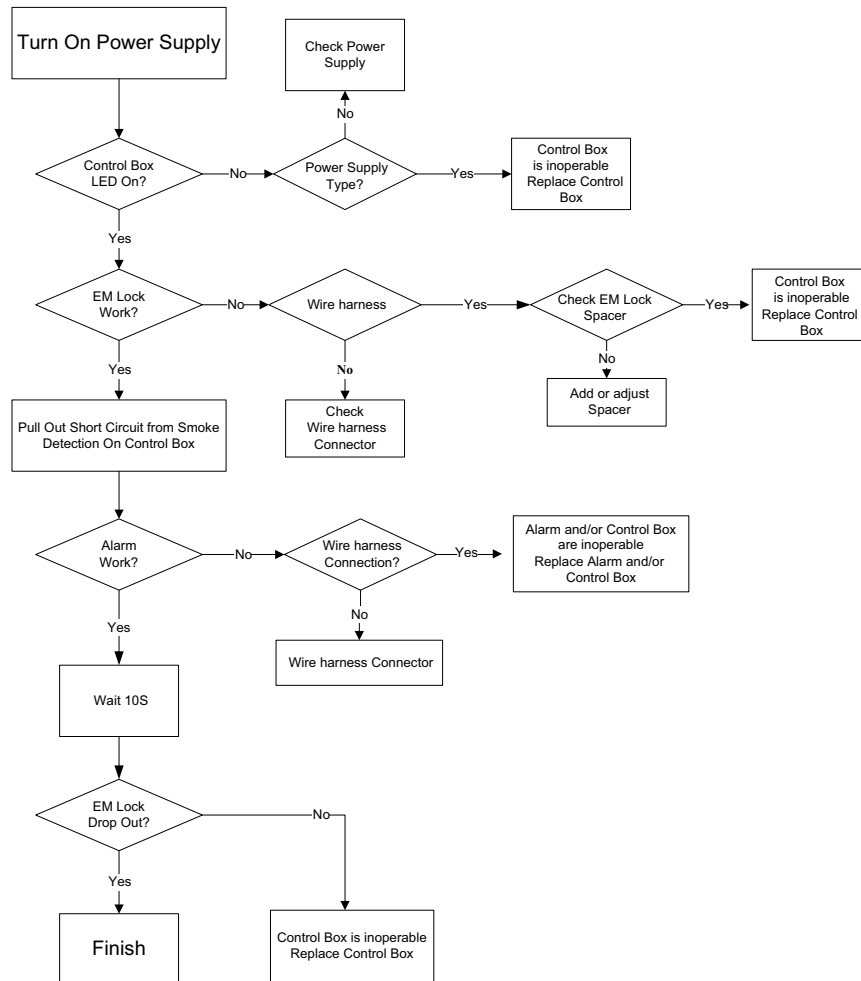 Turn On Power Supply
Check Power
Supply
No
Control Box
LED On?
No
Power Supply
Type?
Yes
Control Box
is inoperable
Replace Control
Box
Yes
EM Lock
Work?
No
Wire harness
Yes
Check EM Lock
Spacer
Yes
Control Box
is inoperable
Replace Control
Box
Yes
No
No
Pull Out Short Circuit from Smoke
Detection On Control Box
Check
Wire harness
Connector
Add or adjust
Spacer
Alarm
Work?
No
Wire harness
Connection?
Yes
Alarm and/or Control Box
are inoperable
Replace Alarm and/or
Control Box
Yes
No
Wire harness Connector
Wait 10S
EM Lock
Drop Out?
No
Yes
Finish
Control Box is inoperable
Replace Control Box